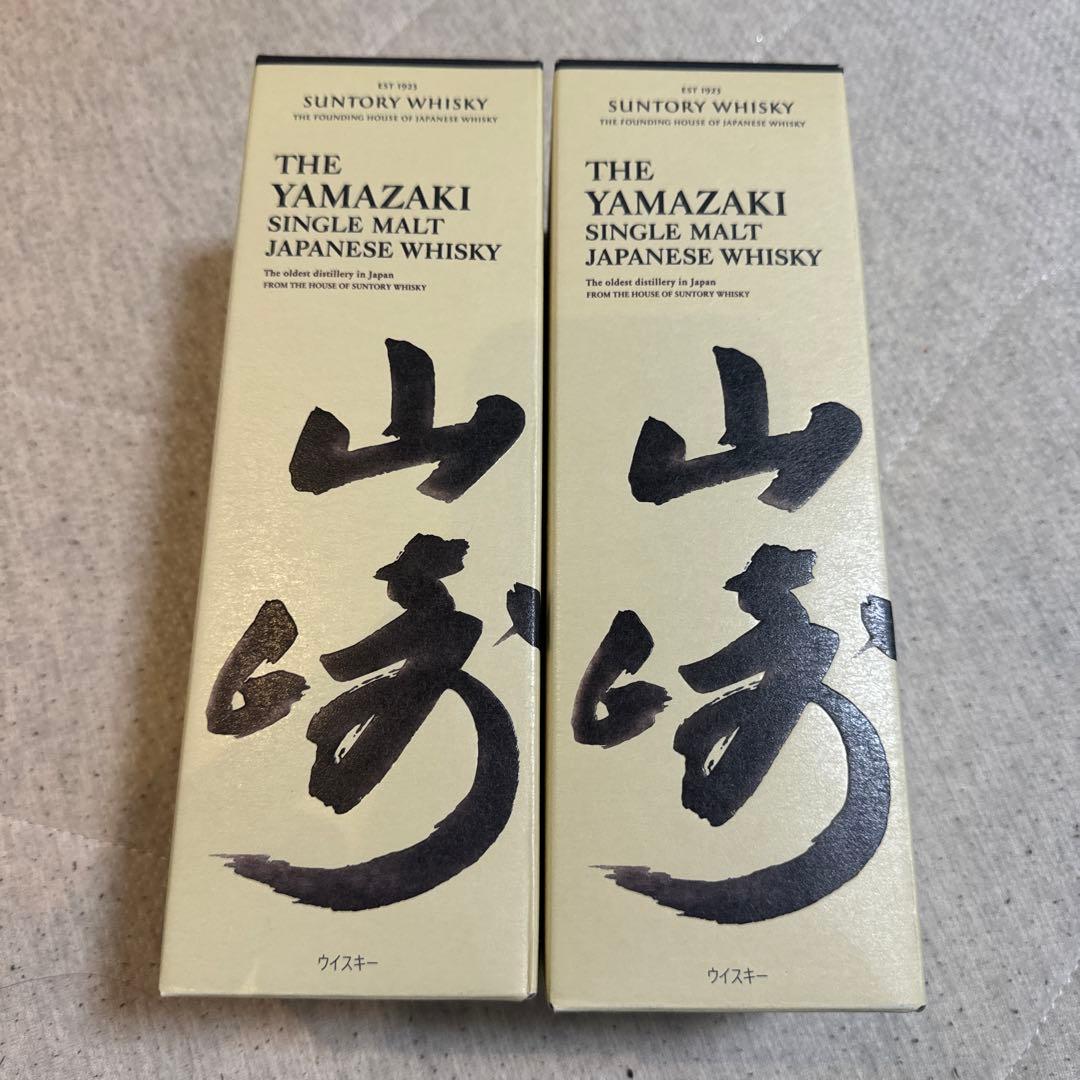 EST 1923
SUNTORY WHISKY
THE FOUNDING HOUSE OF JAPANESE WHISKY
THE
YAMAZAKI
SINGLE MALT
JAPANESE WHISKY
The oldest distillery in Japan
FROM THE HOUSE OF SUNTORY WHISKY
山
崎
ウイスキー
EST 1923
SUNTORY WHISKY
THE FOUNDING HOUSE OF JAPANESE WHISKY
THE
YAMAZAKI
SINGLE MALT
JAPANESE WHISKY
The oldest distillery in Japan
FROM THE HOUSE OF SUNTORY WHISKY
山
崎
ウイスキー